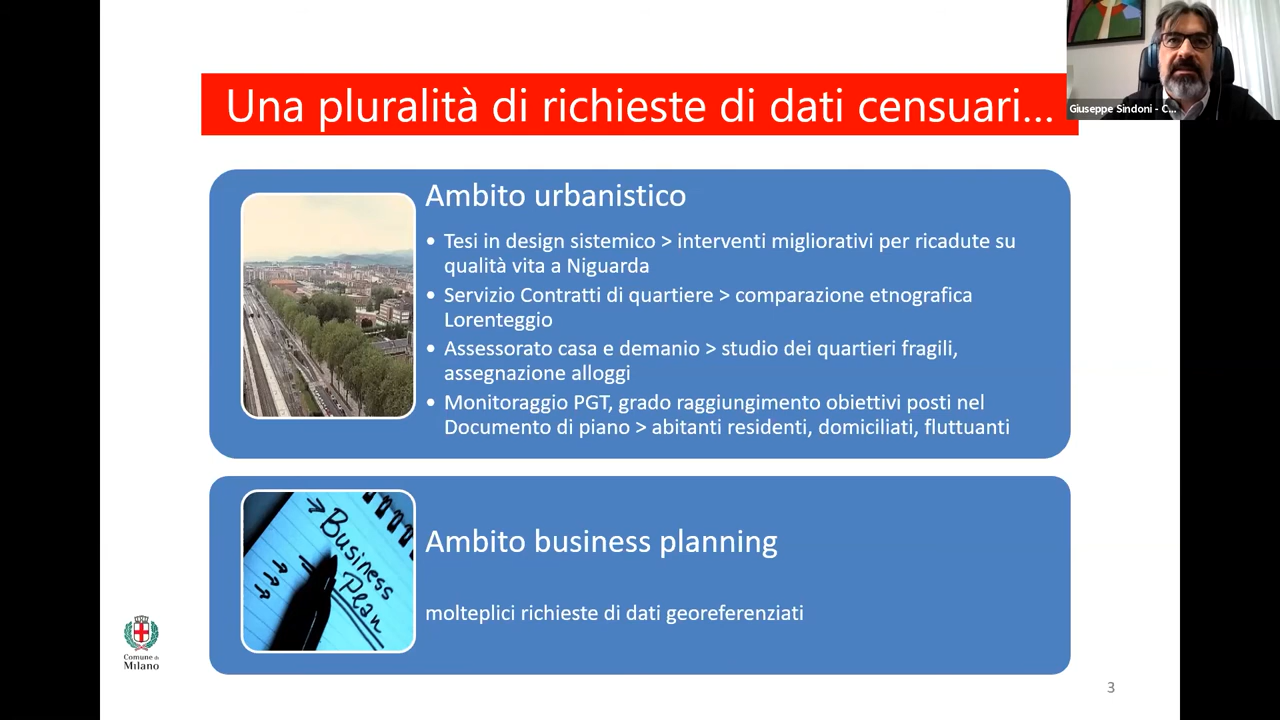 Una pluralità di richieste di dati censuari...
Giuseppe Sindoni - C...
Ambito urbanistico
• Tesi in design sistemico > interventi migliorativi per ricadute su
qualità vita a Niguarda
• Servizio Contratti di quartiere > comparazione etnografica
Lorenteggio
• Assessorato casa e demanio > studio dei quartieri fragili,
assegnazione alloggi
• Monitoraggio PGT, grado raggiungimento obiettivi posti nel
Documento di piano > abitanti residenti, domiciliati, fluttuanti
Business
Plan
Ambito business planning
molteplici richieste di dati georeferenziati
Comune di
Milano
3